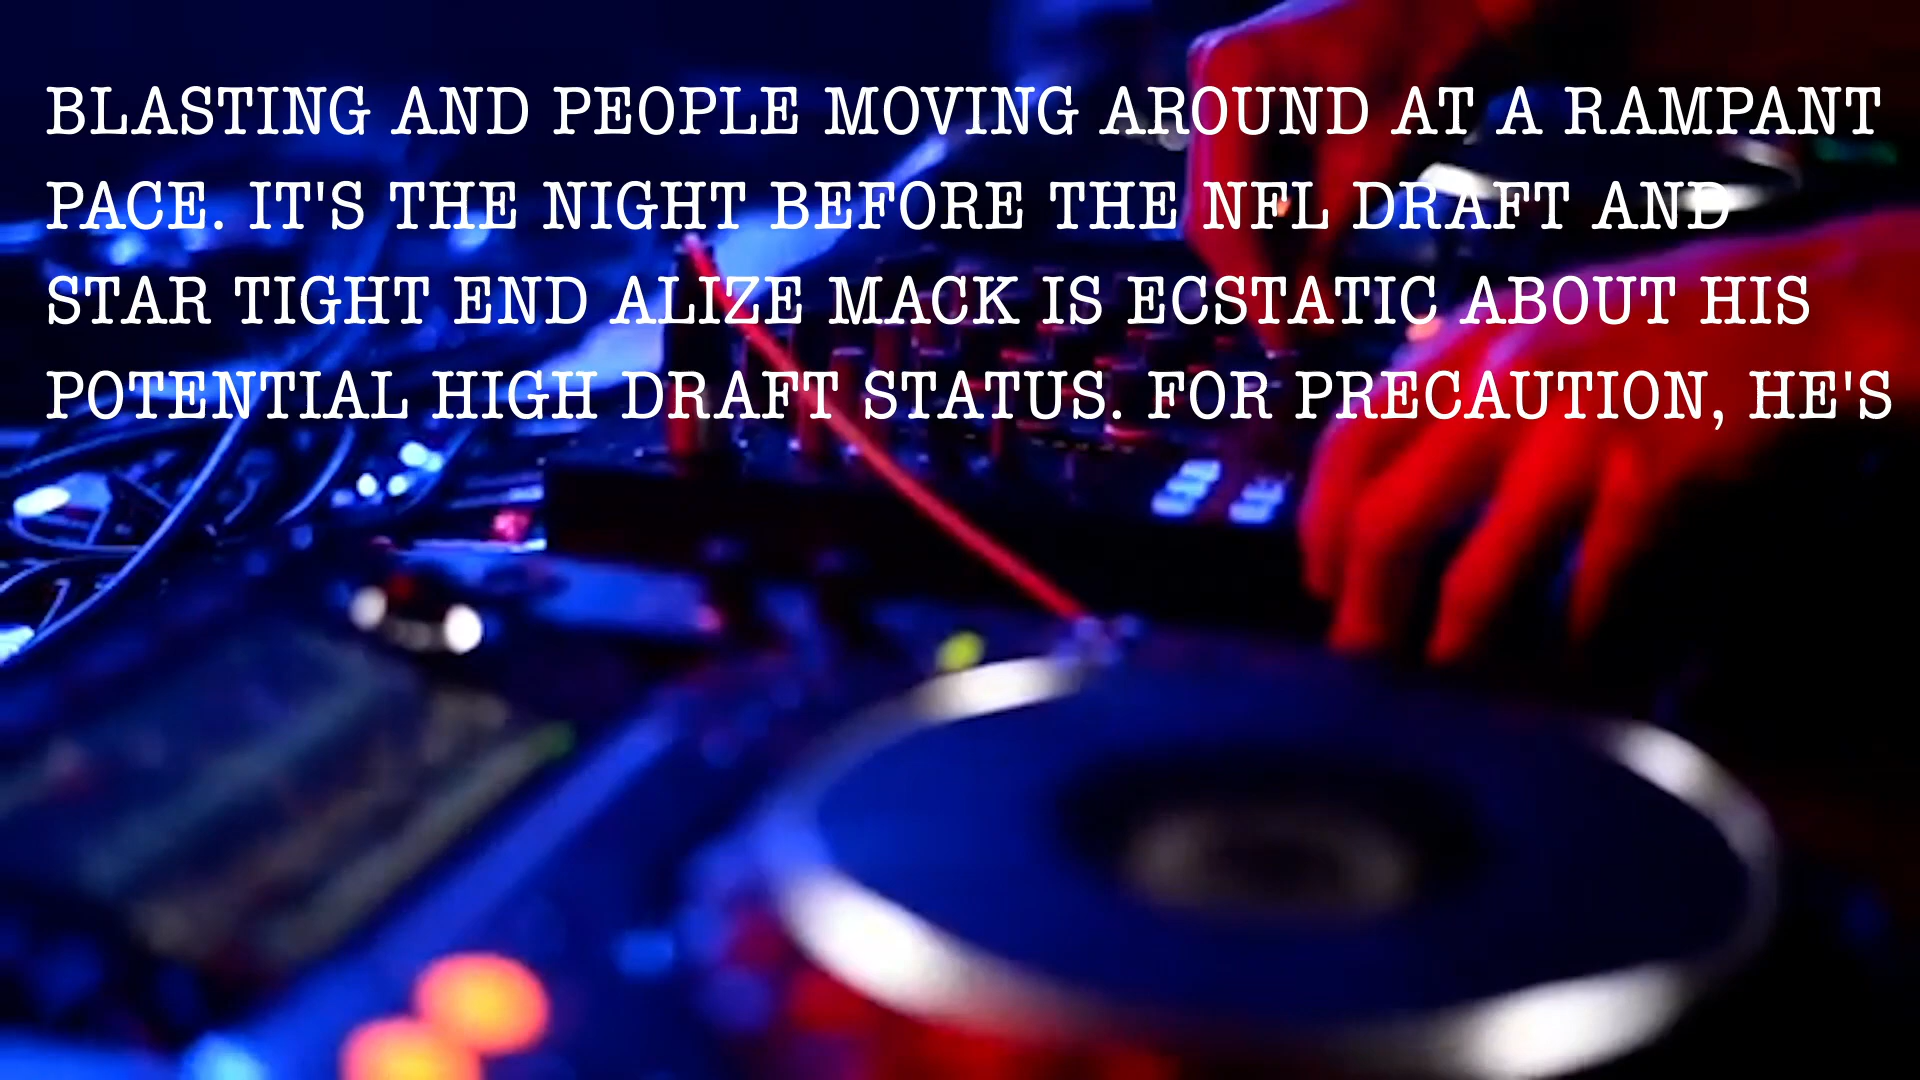 BLASTING AND PEOPLE MOVING AROUND AT A RAMPANT
PACE. IT'S THE NIGHT BEFORE THE NFL DRAFT AND
STAR TIGHT END ALIZE MACK IS ECSTATIC ABOUT HIS
POTENTIAL HIGH DRAFT STATUS. FOR PRECAUTION, HE'S